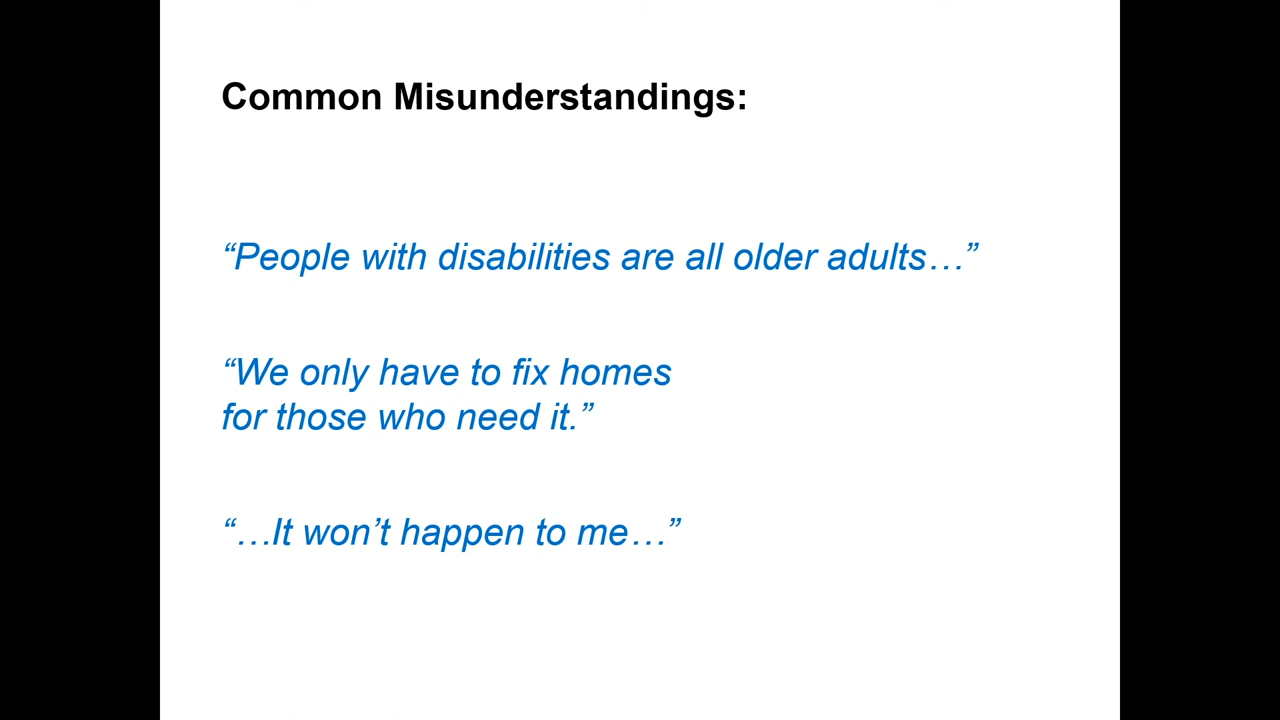 Common Misunderstandings:
“People with disabilities are all older adults…”
“We only have to fix homes
for those who need it.”
“…It won’t happen to me…”